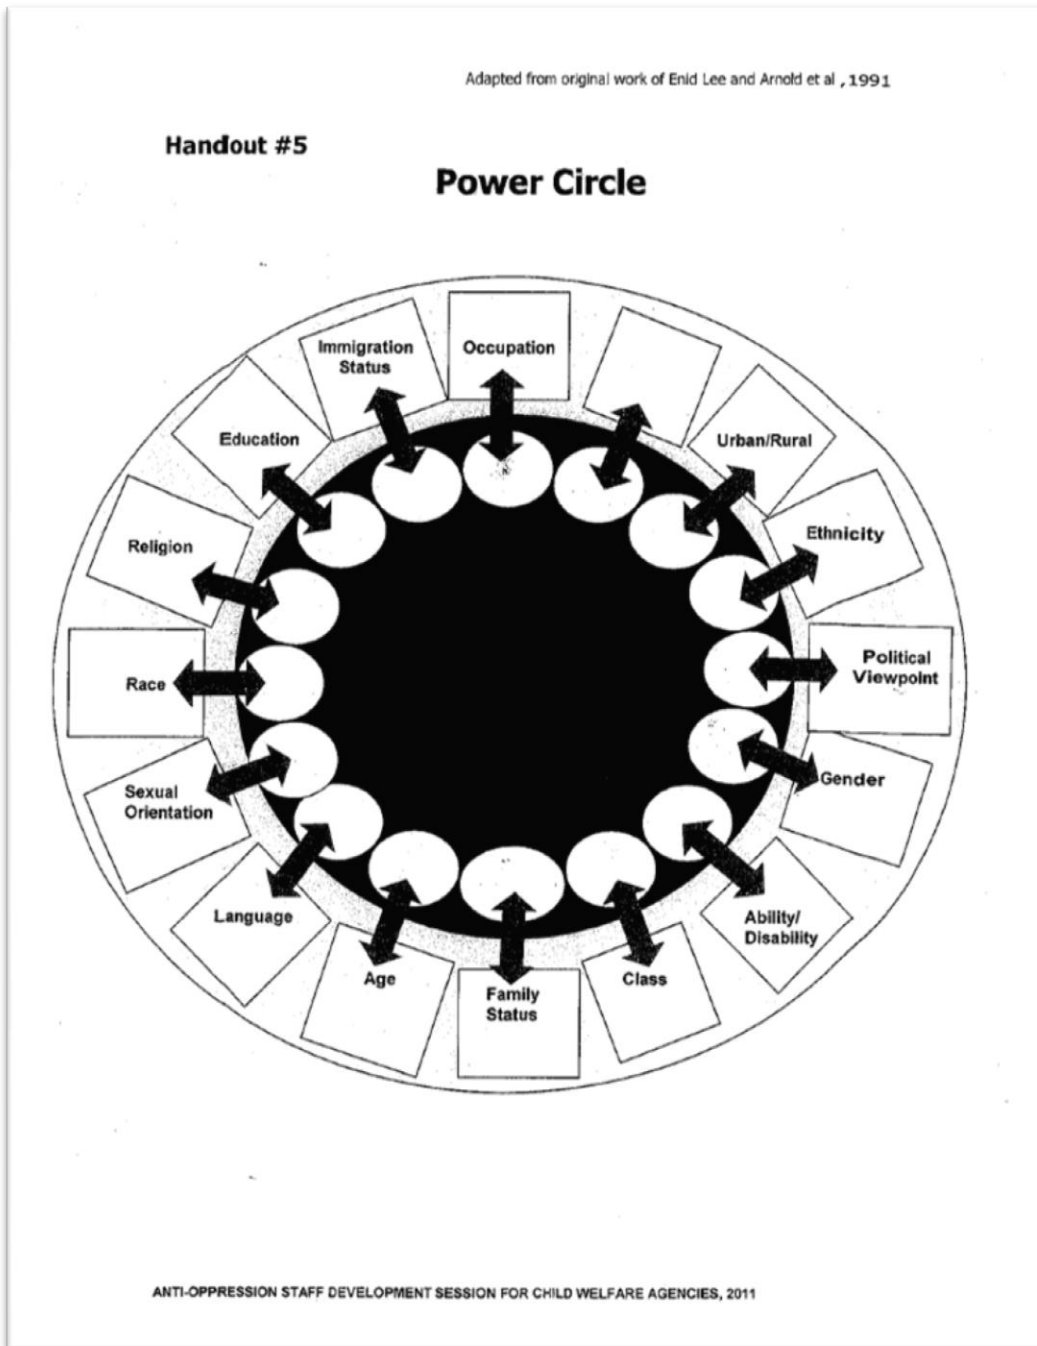 Adapted from original work of Enid Lee and Arnold et al , 1991
Handout #5
Power Circle
Occupation
Immigration
Status
Education
Urban/Rural
Religion
Ethnicity
Race
Political
Viewpoint
Sexual
Orientation
Gender
Language
Ability/
Disability
Age
Family
Status
Class
ANTI-OPPRESSION STAFF DEVELOPMENT SESSION FOR CHILD WELFARE AGENCIES, 2011